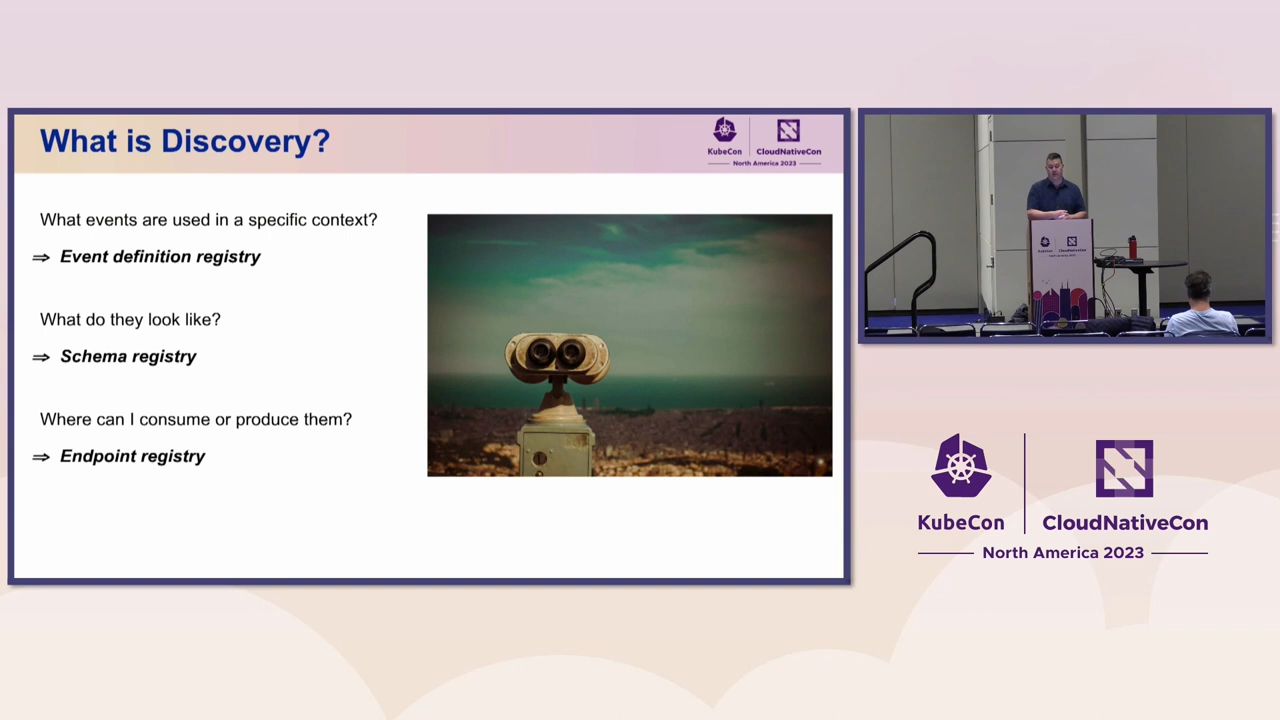 What is Discovery?
KubeCon
CloudNativeCon
North America 2023
What events are used in a specific context?
⇒ Event definition registry
What do they look like?
⇒ Schema registry
Where can I consume or produce them?
⇒ Endpoint registry
KubeCon
CloudNativeCon
North America 2023